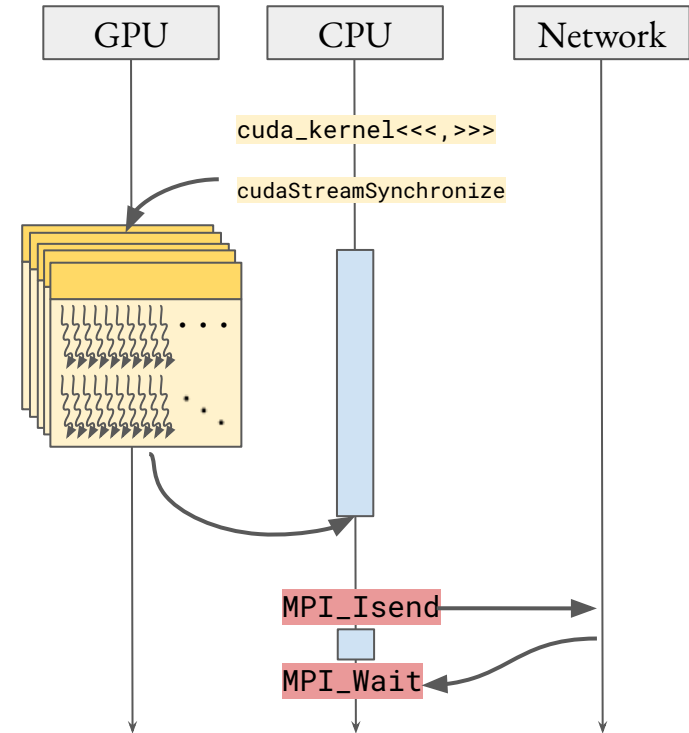 GPU
CPU
Network
cuda_kernel<<<,>>>
cudaStreamSynchronize
MPI_Isend
MPI_Wait